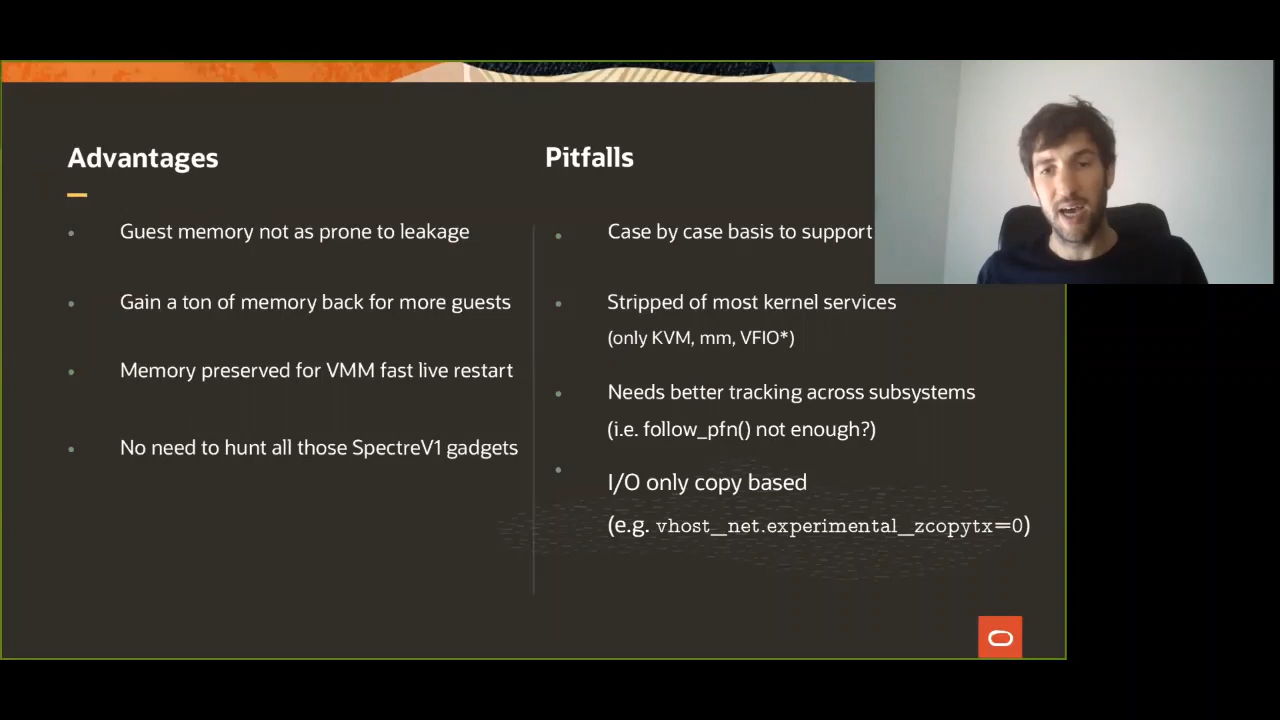 Advantages
Guest memory not as prone to leakage
Gain a ton of memory back for more guests
Memory preserved for VMM fast live restart
No need to hunt all those SpectreV1 gadgets
Pitfalls
Case by case basis to support
Stripped of most kernel services
(only KVM, mm, VFIO*)
Needs better tracking across subsystems
(i.e. follow_pfn() not enough?)
I/O only copy based
(e.g. vhost_net.experimental_zcopytx=0)